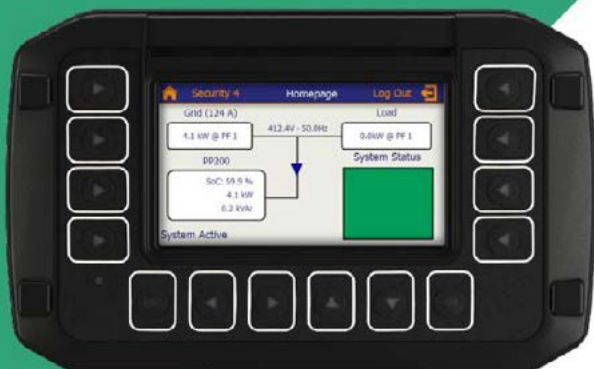 Security 4 Homepage Log Out
Grid (124 A) Load
4.1 kW @ PF 1 412.4V - 50.0Hz 0.0kW @ PF 1
PP200 System Status
SoC: 59.9 %
4.1 kW
0.2 kVAr
System Active